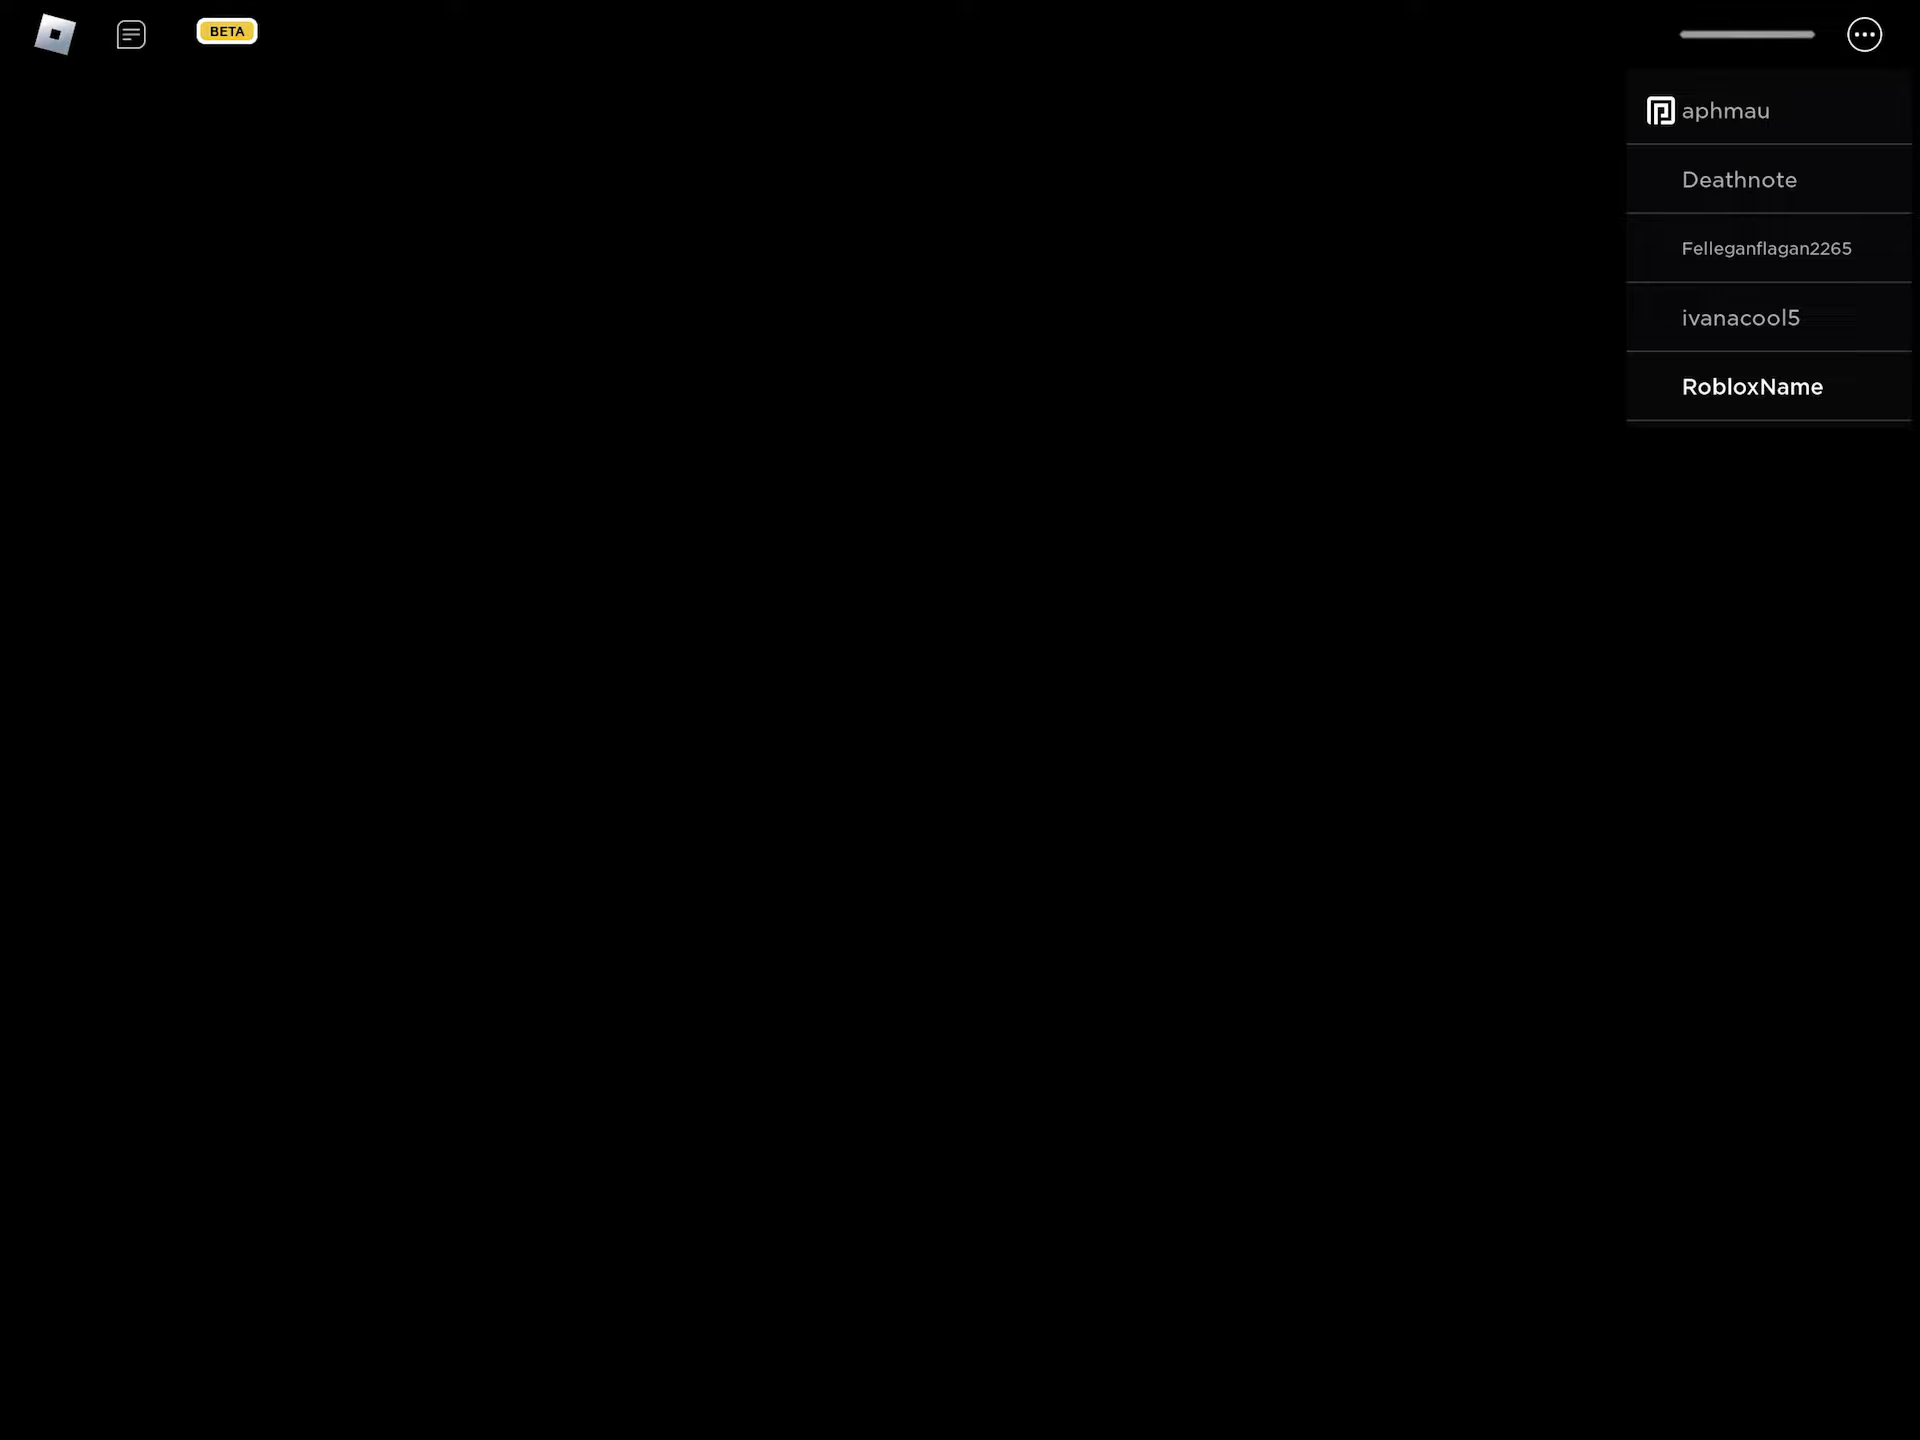 BETA
aphmau
Deathnote
Felleganflagan2265
ivanacool5
RobloxName